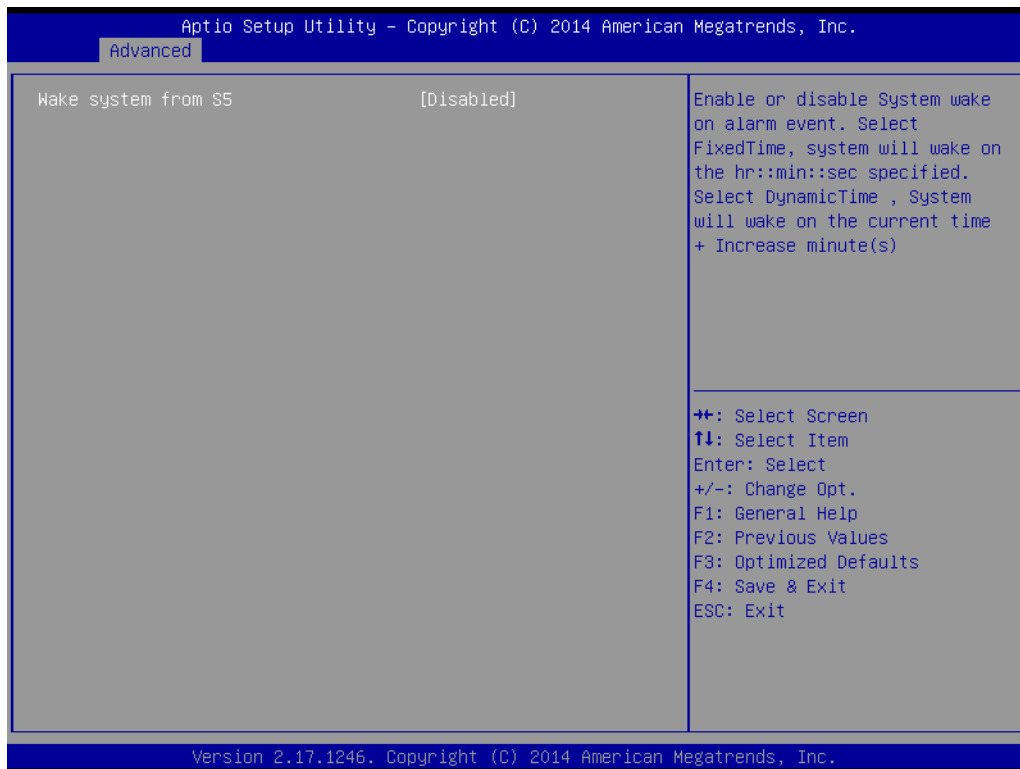 Aptio Setup Utility – Copyright (C) 2014 American Megatrends, Inc.
Advanced
Wake system from S5 [Disabled]
Enable or disable System wake
on alarm event. Select
FixedTime, system will wake on
the hr::min::sec specified.
Select DynamicTime , System
will wake on the current time
+ Increase minute(s)
→←: Select Screen
↑↓: Select Item
Enter: Select
+/-: Change Opt.
F1: General Help
F2: Previous Values
F3: Optimized Defaults
F4: Save & Exit
ESC: Exit
Version 2.17.1246. Copyright (C) 2014 American Megatrends, Inc.